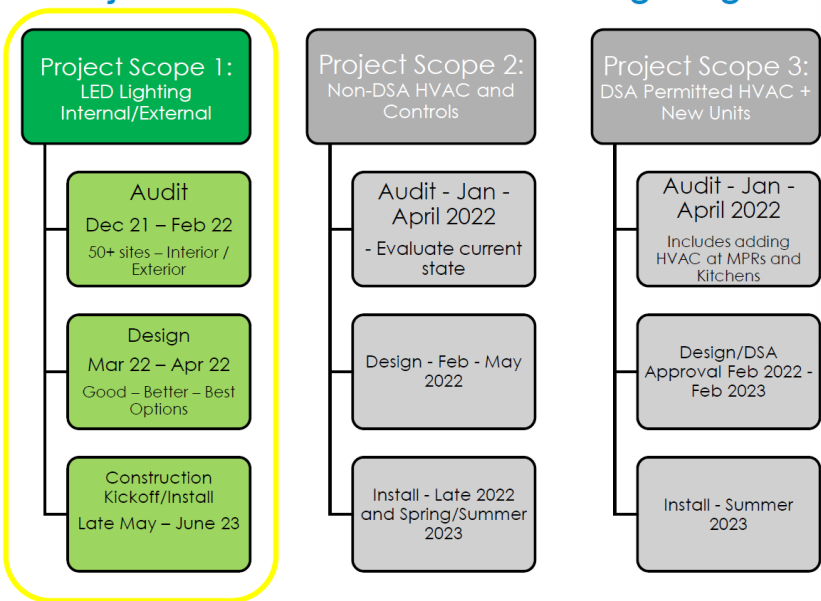 Project Scope 1:
LED Lighting
Internal/External
Audit
Dec 21 – Feb 22
50+ sites – Interior /
Exterior
Design
Mar 22 – Apr 22
Good – Better – Best
Options
Construction
Kickoff/Install
Late May – June 23
Project Scope 2:
Non-DSA HVAC and
Controls
Audit - Jan -
April 2022
- Evaluate current
state
Design - Feb - May
2022
Install - Late 2022
and Spring/Summer
2023
Project Scope 3:
DSA Permitted HVAC +
New Units
Audit - Jan -
April 2022
Includes adding
HVAC at MPRs and
Kitchens
Design/DSA
Approval Feb 2022 -
Feb 2023
Install - Summer
2023